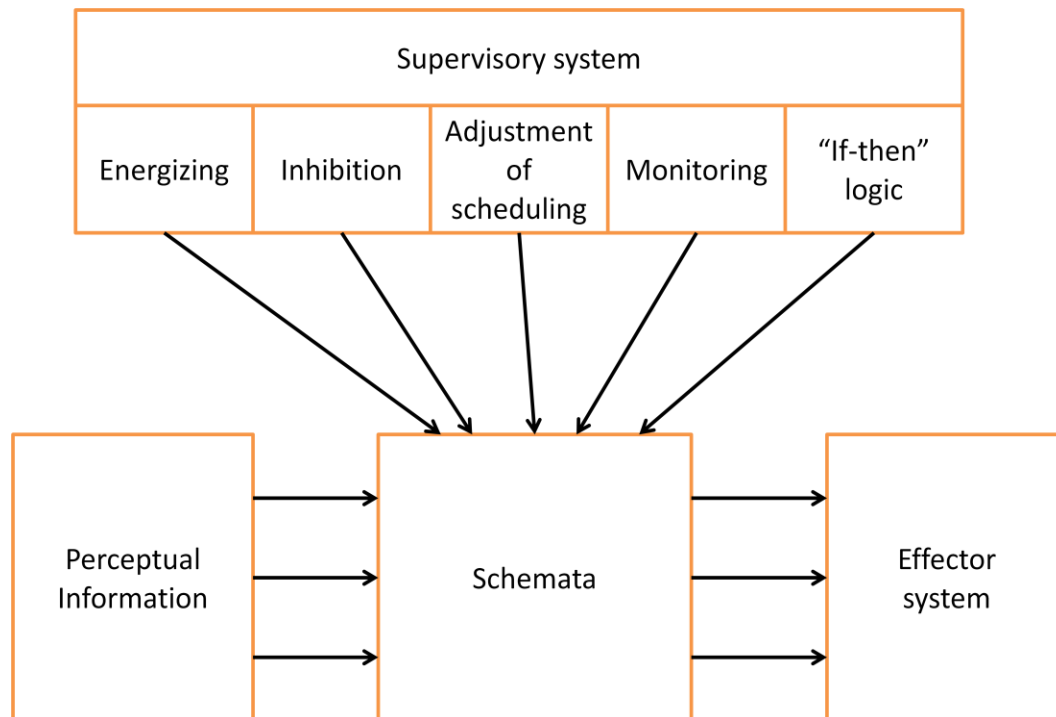 Supervisory system
Energizing
Inhibition
Adjustment
of
scheduling
Monitoring
“If-then”
logic
Perceptual
Information
Schemata
Effector
system